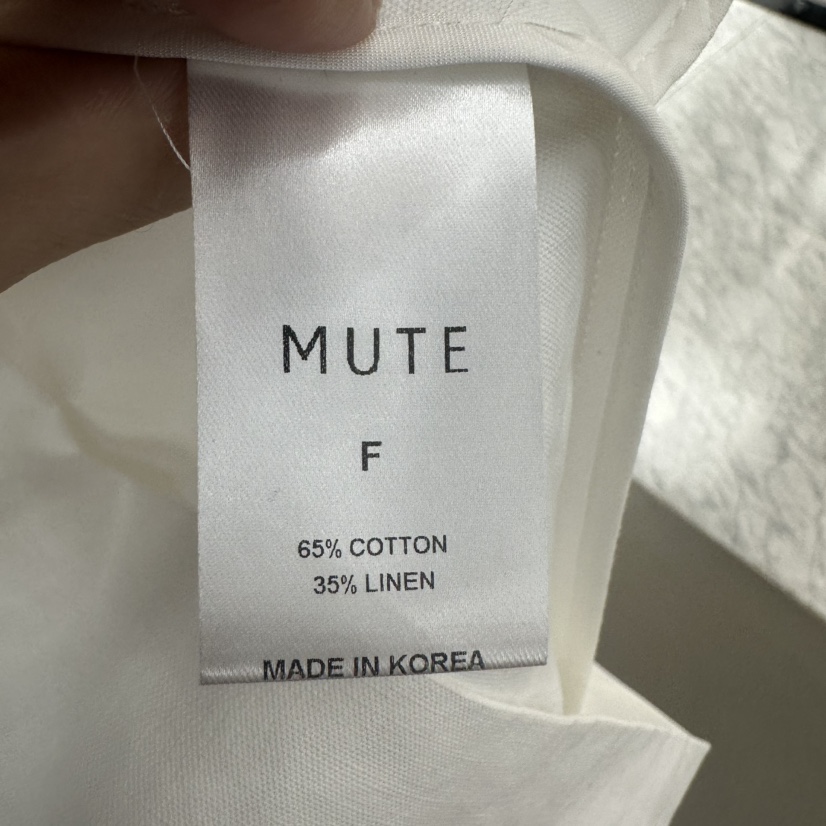 MUTE
F
65% COTTON
35% LINEN
MADE IN KOREA